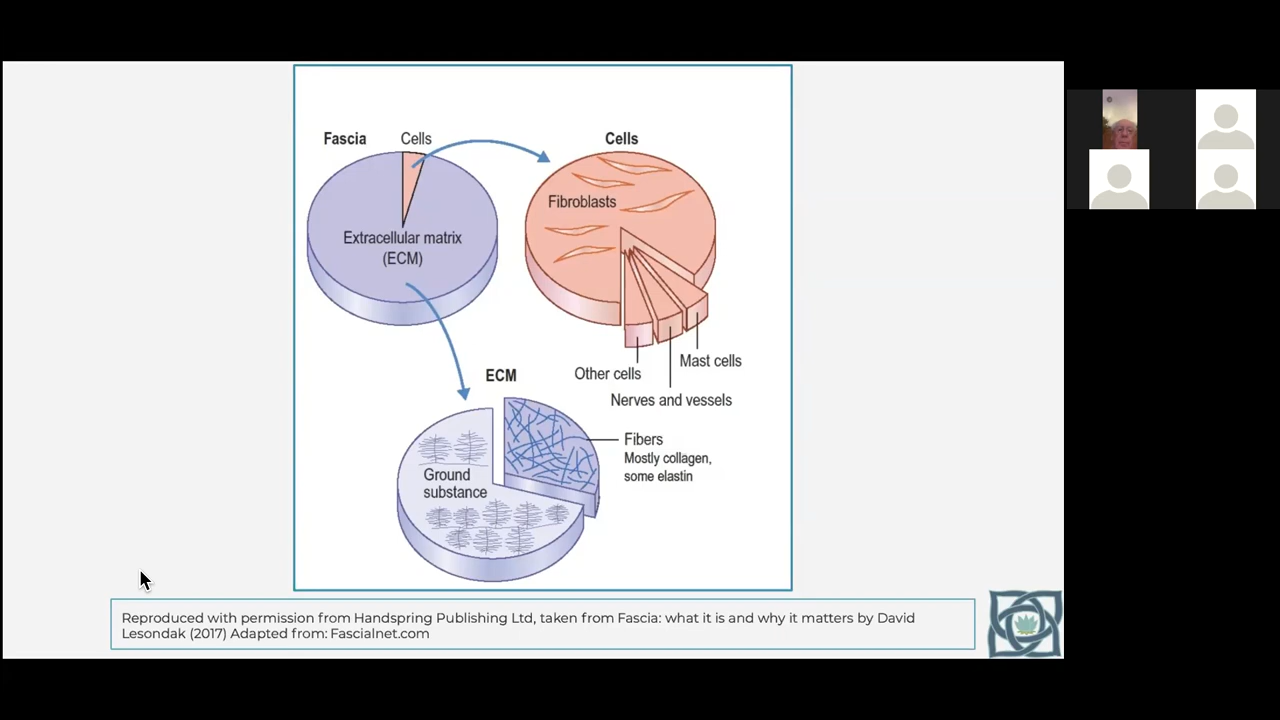 Fascia
Cells
Cells
Fibroblasts
Extracellular matrix
(ECM)
Mast cells
Other cells
Nerves and vessels
ECM
Fibers
Mostly collagen,
some elastin
Ground
substance
Reproduced with permission from Handspring Publishing Ltd, taken from Fascia: what it is and why it matters by David
Lesondak (2017) Adapted from: Fascialnet.com